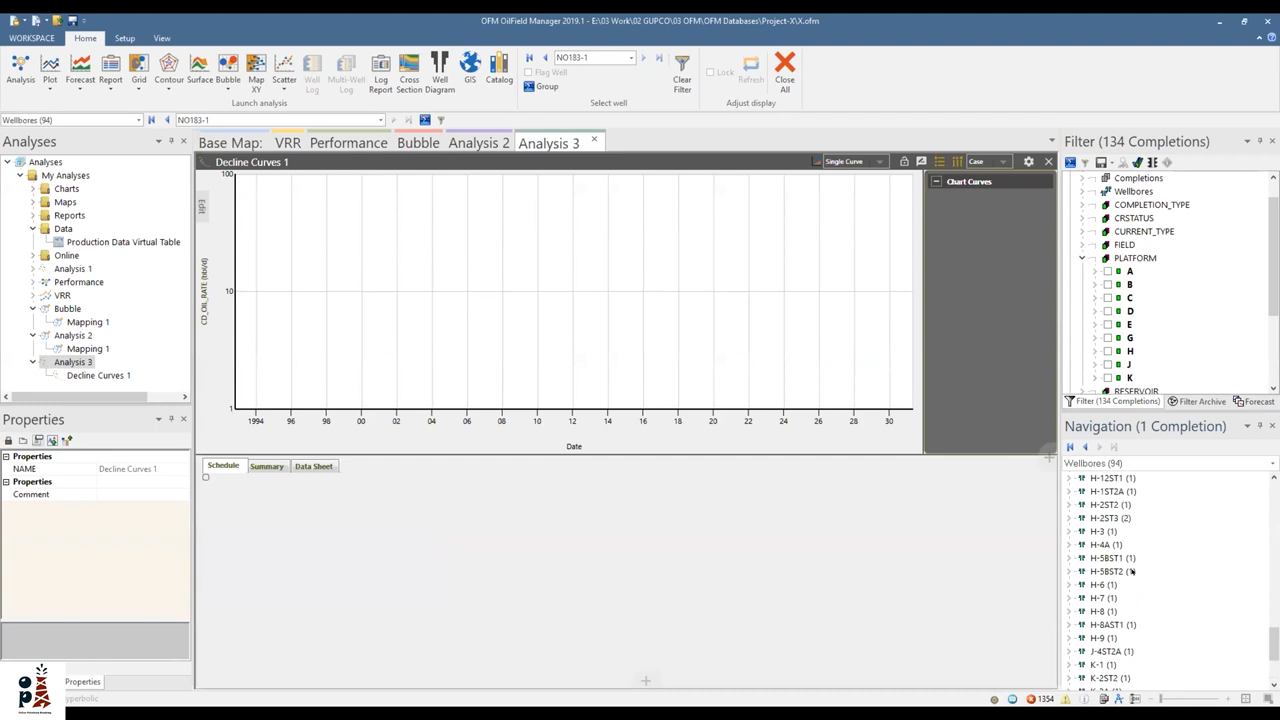 OFM OilField Manager 2019.1 - E:\03 Work\02 GUPCO\03 OFM\OFM Databases\Project-X\X.ofm
WORKSPACE Home Setup View
Analysis Plot Forecast Report Grid Contour Surface Bubble Map XY Scatter Well Log Multi-Well Log Log Report Cross Section Well Diagram GIS Catalog
NO183-1
Flag Well
Group
Clear Filter
Lock Refresh
Close All
Launch analysis Select well Adjust display
Wellbores (94) NO183-1
Analyses
Analyses
My Analyses
Charts
Maps
Reports
Data
Production Data Virtual Table
Online
Analysis 1
Performance
VRR
Bubble
Mapping 1
Analysis 2
Mapping 1
Analysis 3
Decline Curves 1
Properties
Properties
NAME Decline Curves 1
Properties
Comment
Properties
Base Map: VRR Performance Bubble Analysis 2 Analysis 3
Decline Curves 1 Single Curve Case
Edit
CD_OIL_RATE (bbl/d)
100
10
1
1994 96 98 00 02 04 06 08 10 12 14 16 18 20 22 24 26 28 30
Date
Chart Curves
Schedule Summary Data Sheet
Filter (134 Completions)
Completions
Wellbores
COMPLETION_TYPE
CRSTATUS
CURRENT_TYPE
FIELD
PLATFORM
A
B
C
D
E
G
H
J
K
RESERVOIR
Filter (134 Completions) Filter Archive Forecast
Navigation (1 Completion)
Wellbores (94)
H-12ST1 (1)
H-1ST2A (1)
H-2ST2 (1)
H-2ST3 (2)
H-3 (1)
H-4A (1)
H-5BST1 (1)
H-5BST2
H-6 (1)
H-7 (1)
H-8 (1)
H-8AST1 (1)
H-9 (1)
J-4ST2A (1)
K-1 (1)
K-2ST2 (1)
1354